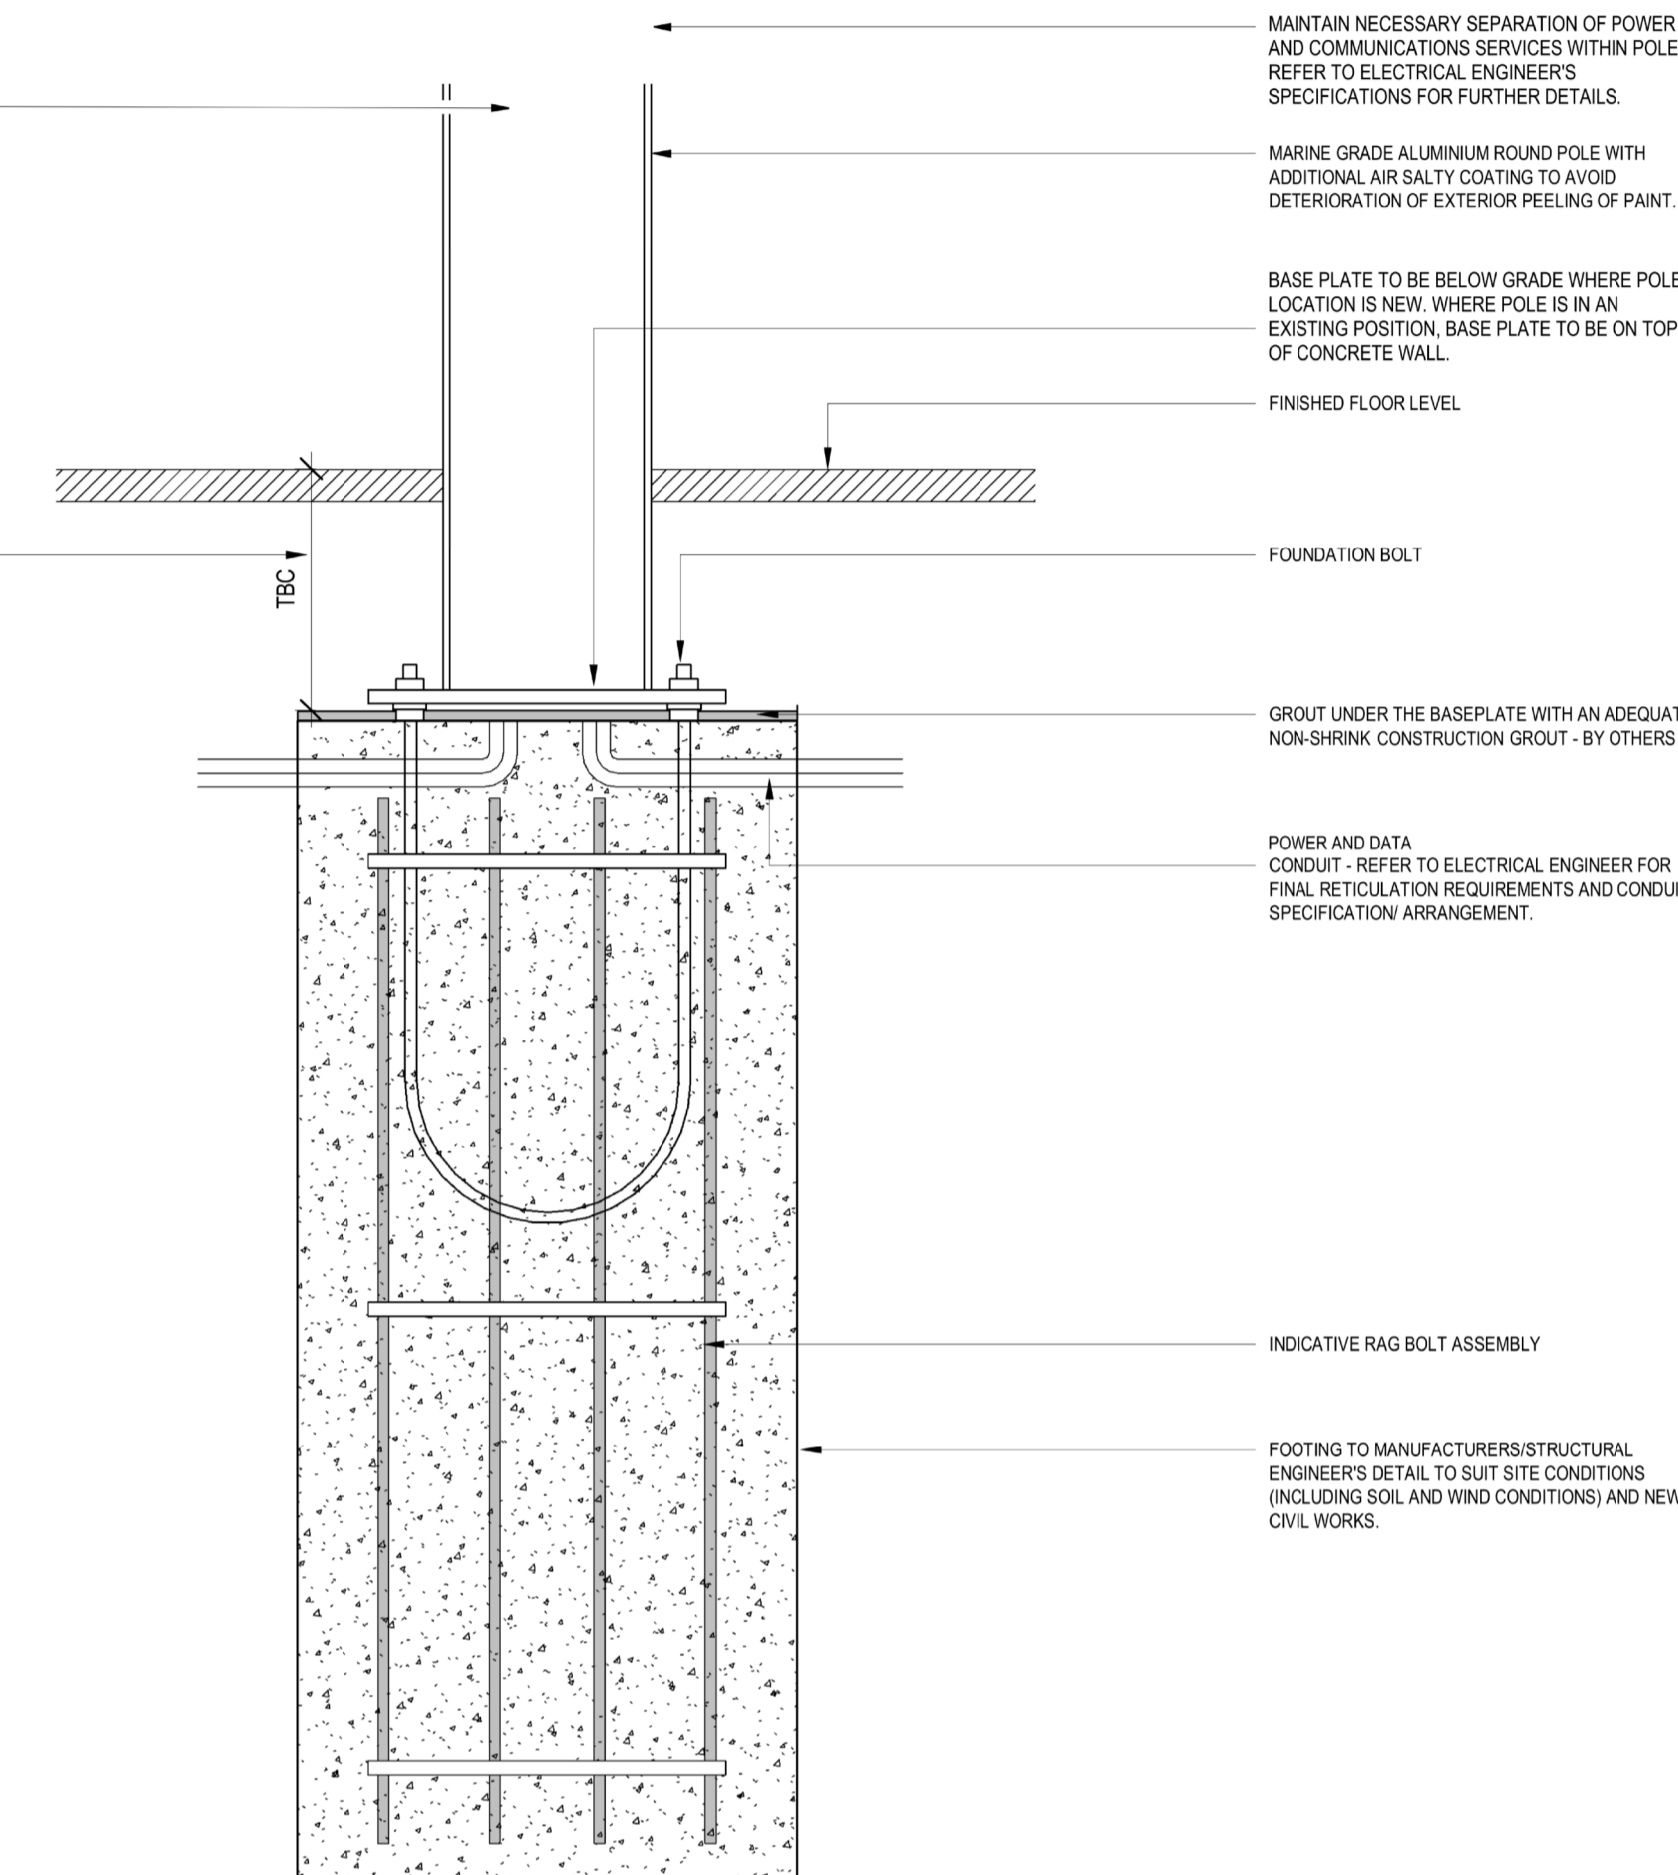 MAINTAIN NECESSARY SEPARATION OF POWER
AND COMMUNICATIONS SERVICES WITHIN POLE
REFER TO ELECTRICAL ENGINEER'S
SPECIFICATIONS FOR FURTHER DETAILS.
MARINE GRADE ALUMINIUM ROUND POLE WITH
ADDITIONAL AIR SALTY COATING TO AVOID
DETERIORATION OF EXTERIOR PEELING OF PAINT.
BASE PLATE TO BE BELOW GRADE WHERE POLE
LOCATION IS NEW. WHERE POLE IS IN AN
EXISTING POSITION, BASE PLATE TO BE ON TOP
OF CONCRETE WALL.
FINISHED FLOOR LEVEL
FOUNDATION BOLT
TBC
GROUT UNDER THE BASEPLATE WITH AN ADEQUAT
NON-SHRINK CONSTRUCTION GROUT - BY OTHERS
POWER AND DATA
CONDUIT - REFER TO ELECTRICAL ENGINEER FOR
FINAL RETICULATION REQUIREMENTS AND CONDUI
SPECIFICATION/ ARRANGEMENT.
INDICATIVE RAG BOLT ASSEMBLY
FOOTING TO MANUFACTURERS/STRUCTURAL
ENGINEER'S DETAIL TO SUIT SITE CONDITIONS
(INCLUDING SOIL AND WIND CONDITIONS) AND NEW
CIVIL WORKS.